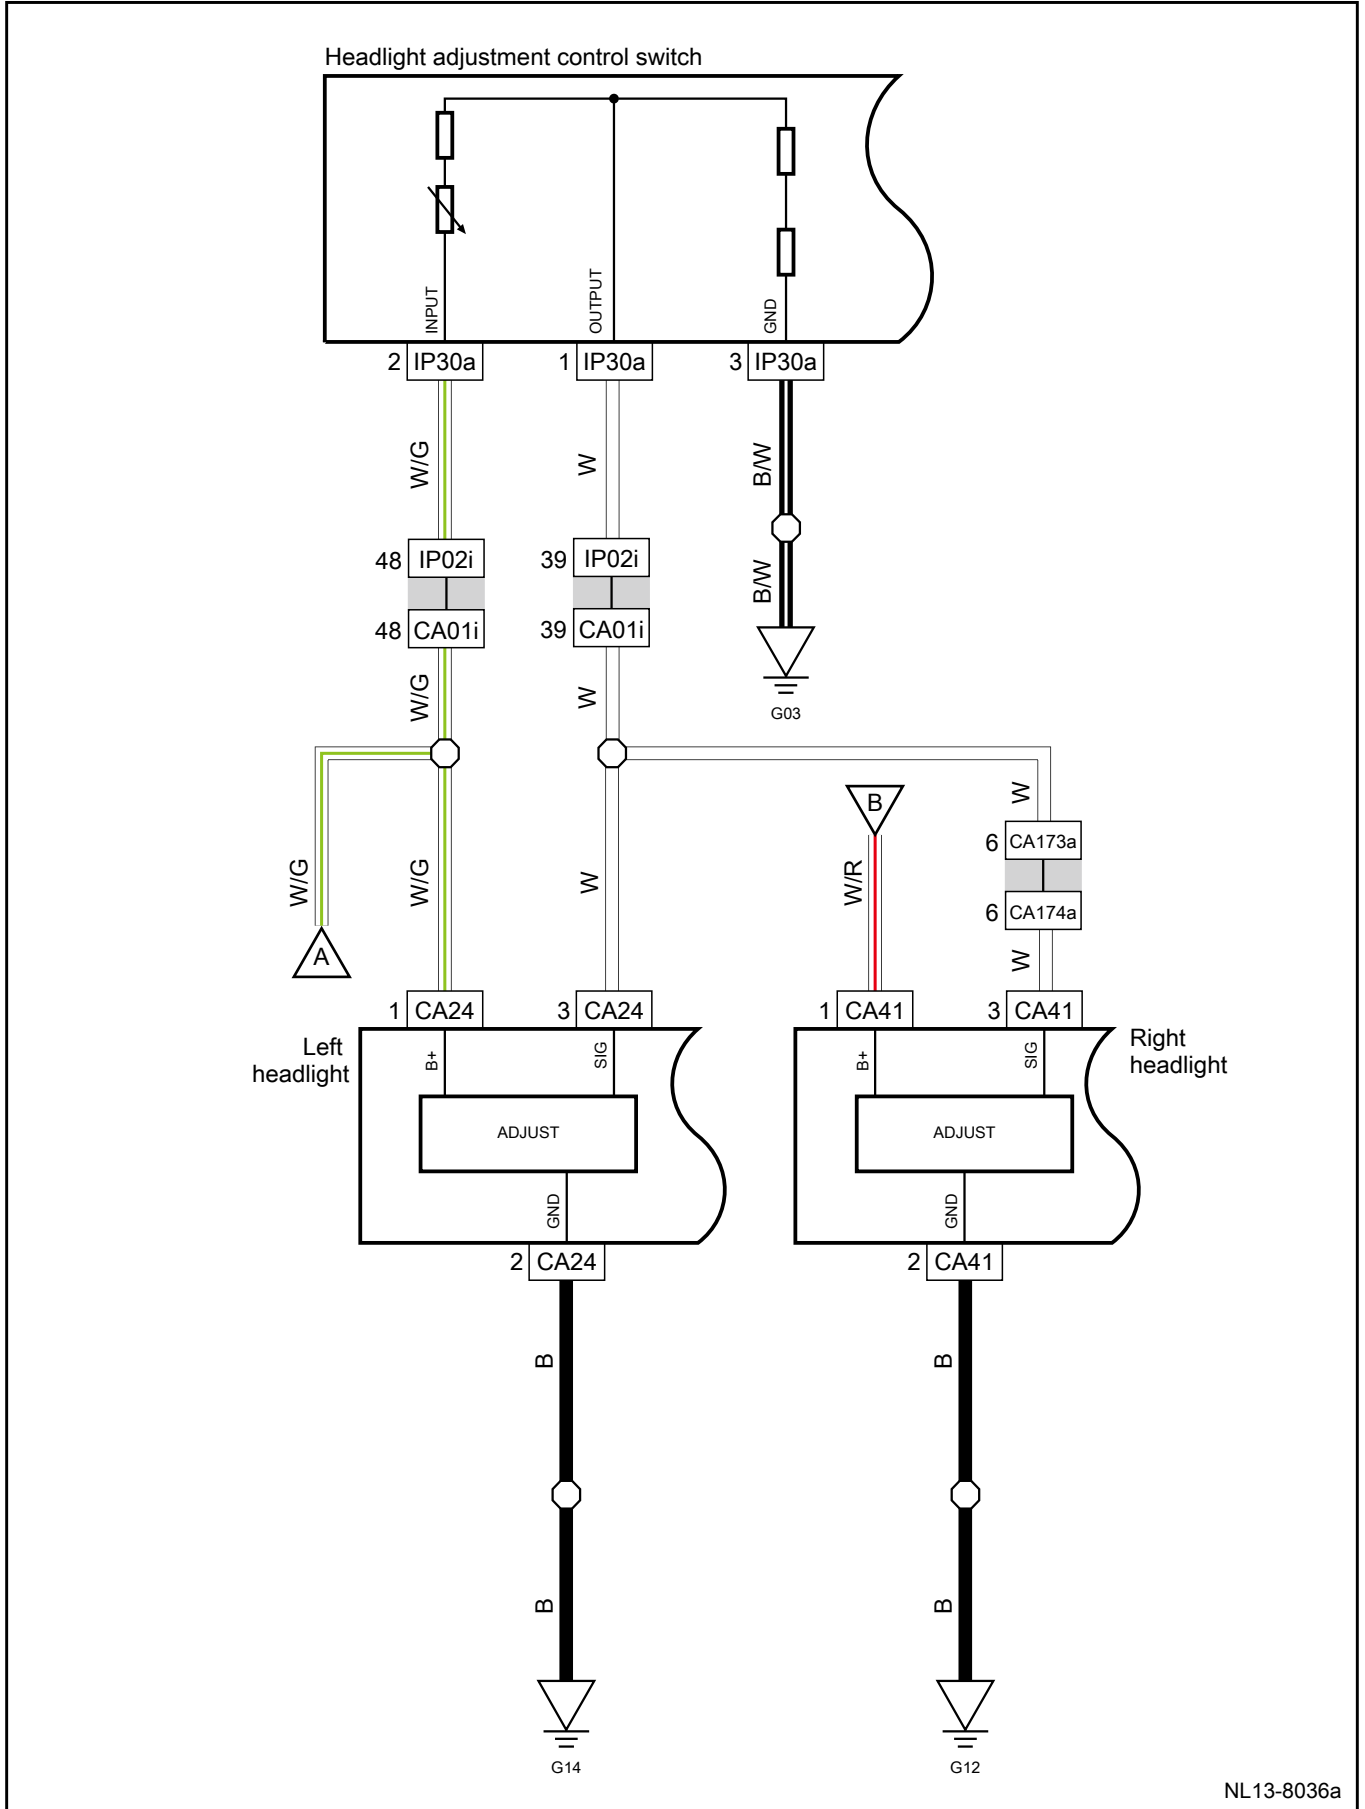 Headlight adjustment control switch
INPUT
OUTPUT
GND
2 IP30a
1 IP30a
3 IP30a
W/G
W
B/W
48 IP02i
39 IP02i
B/W
48 CA01i
39 CA01i
W/G
W
G03
B
W
6 CA173a
W/G
W/G
W
W/R
6 CA174a
A
W
1 CA24
3 CA24
1 CA41
3 CA41
Left
headlight
B+
SIG
B+
SIG
Right
headlight
ADJUST
ADJUST
GND
GND
2 CA24
2 CA41
B
B
B
B
G14
G12
NL13-8036a